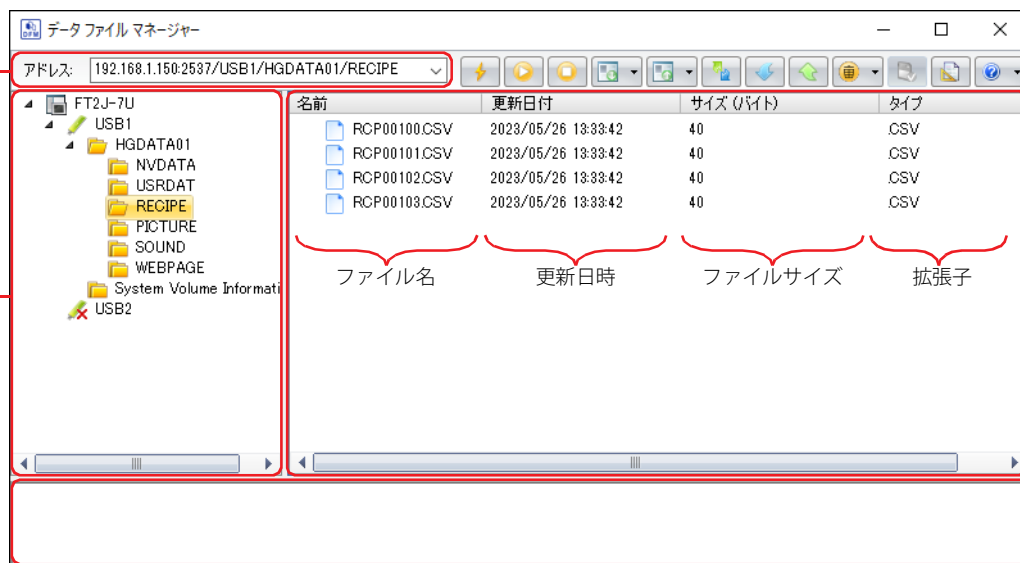 データ ファイル マネージャー
アドレス: 192.168.1.150:2537/USB1/HGDATA01/RECIPE
FT2J-7U
USB1
HGDATA01
NVDATA
USRDAT
RECIPE
PICTURE
SOUND
WEBPAGE
System Volume Informati
USB2
名前 更新日付 サイズ (バイト) タイプ
RCP00100.CSV 2023/05/26 13:33:42 40 .CSV
RCP00101.CSV 2023/05/26 13:33:42 40 .CSV
RCP00102.CSV 2023/05/26 13:33:42 40 .CSV
RCP00103.CSV 2023/05/26 13:33:42 40 .CSV
ファイル名 更新日時 ファイルサイズ 拡張子